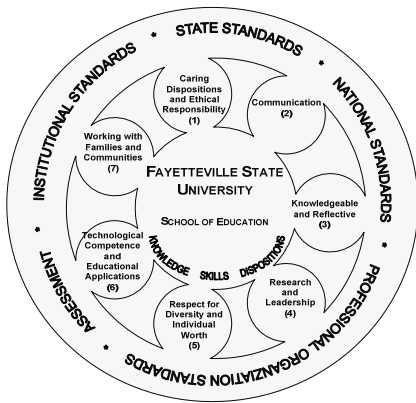 STATE STANDARDS
NATIONAL STANDARDS
PROFESSIONAL ORGANZIATION STANDARDS
ASSESSMENT
INSTITUTIONAL STANDARDS
Caring
Dispositions
and Ethical
Responsibility
(1)
Communication
(2)
Knowledgeable
and Reflective
(3)
Research
and
Leadership
(4)
Respect for
Diversity and
Individual
Worth
(5)
Technological
Competence
and
Educational
Applications
(6)
Working with
Families and
Communities
(7)
FAYETTEVILLE STATE
UNIVERSITY
SCHOOL OF EDUCATION
KNOWLEDGE SKILLS DISPOSITIONS